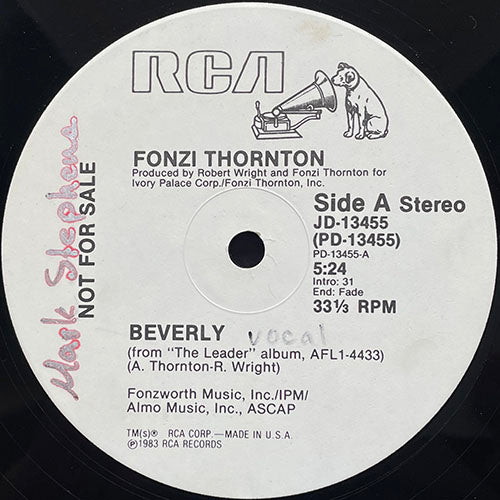 RCA
FONZI THORNTON
Produced by Robert Wright and Fonzi Thornton for
Ivory Palace Corp./Fonzi Thornton, Inc.
Mark Stephens
NOT FOR SALE
Side A Stereo
JD-13455
(PD-13455)
PD-13455-A
5:24
Intro: 31
End: Fade
33⅓ RPM
BEVERLY vocal
(from "The Leader" album, AFL1-4433)
(A. Thornton-R. Wright)
Fonzworth Music, Inc./IPM/
Almo Music, Inc., ASCAP
TM(s)® RCA CORP.—MADE IN U.S.A.
℗1983 RCA RECORDS